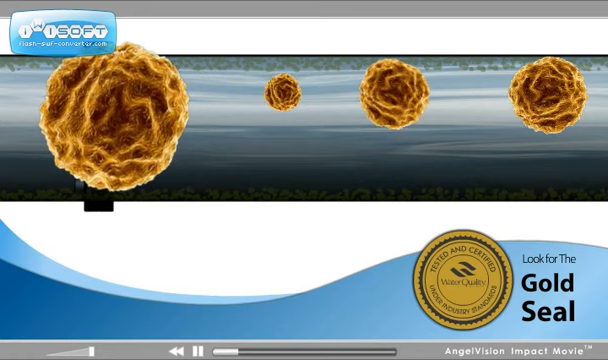 iWiSOFT
flash-swf-converter.com
TESTED AND CERTIFIED
WaterQuality
UNDER INDUSTRY STANDARDS
Look for The
Gold
Seal
AngelVision Impact Movie™